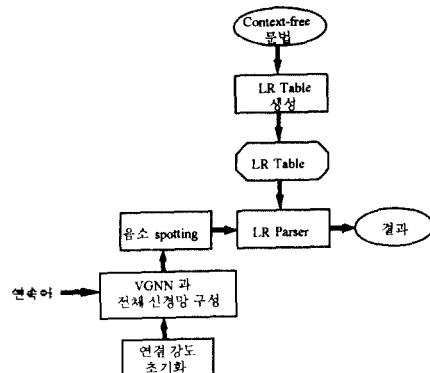 Context-free
문법
LR Table
생성
LR Table
음소 spotting
LR Parser
결과
연속어
VGNN 과
전체 신경망 구성
연결 강도
초기화